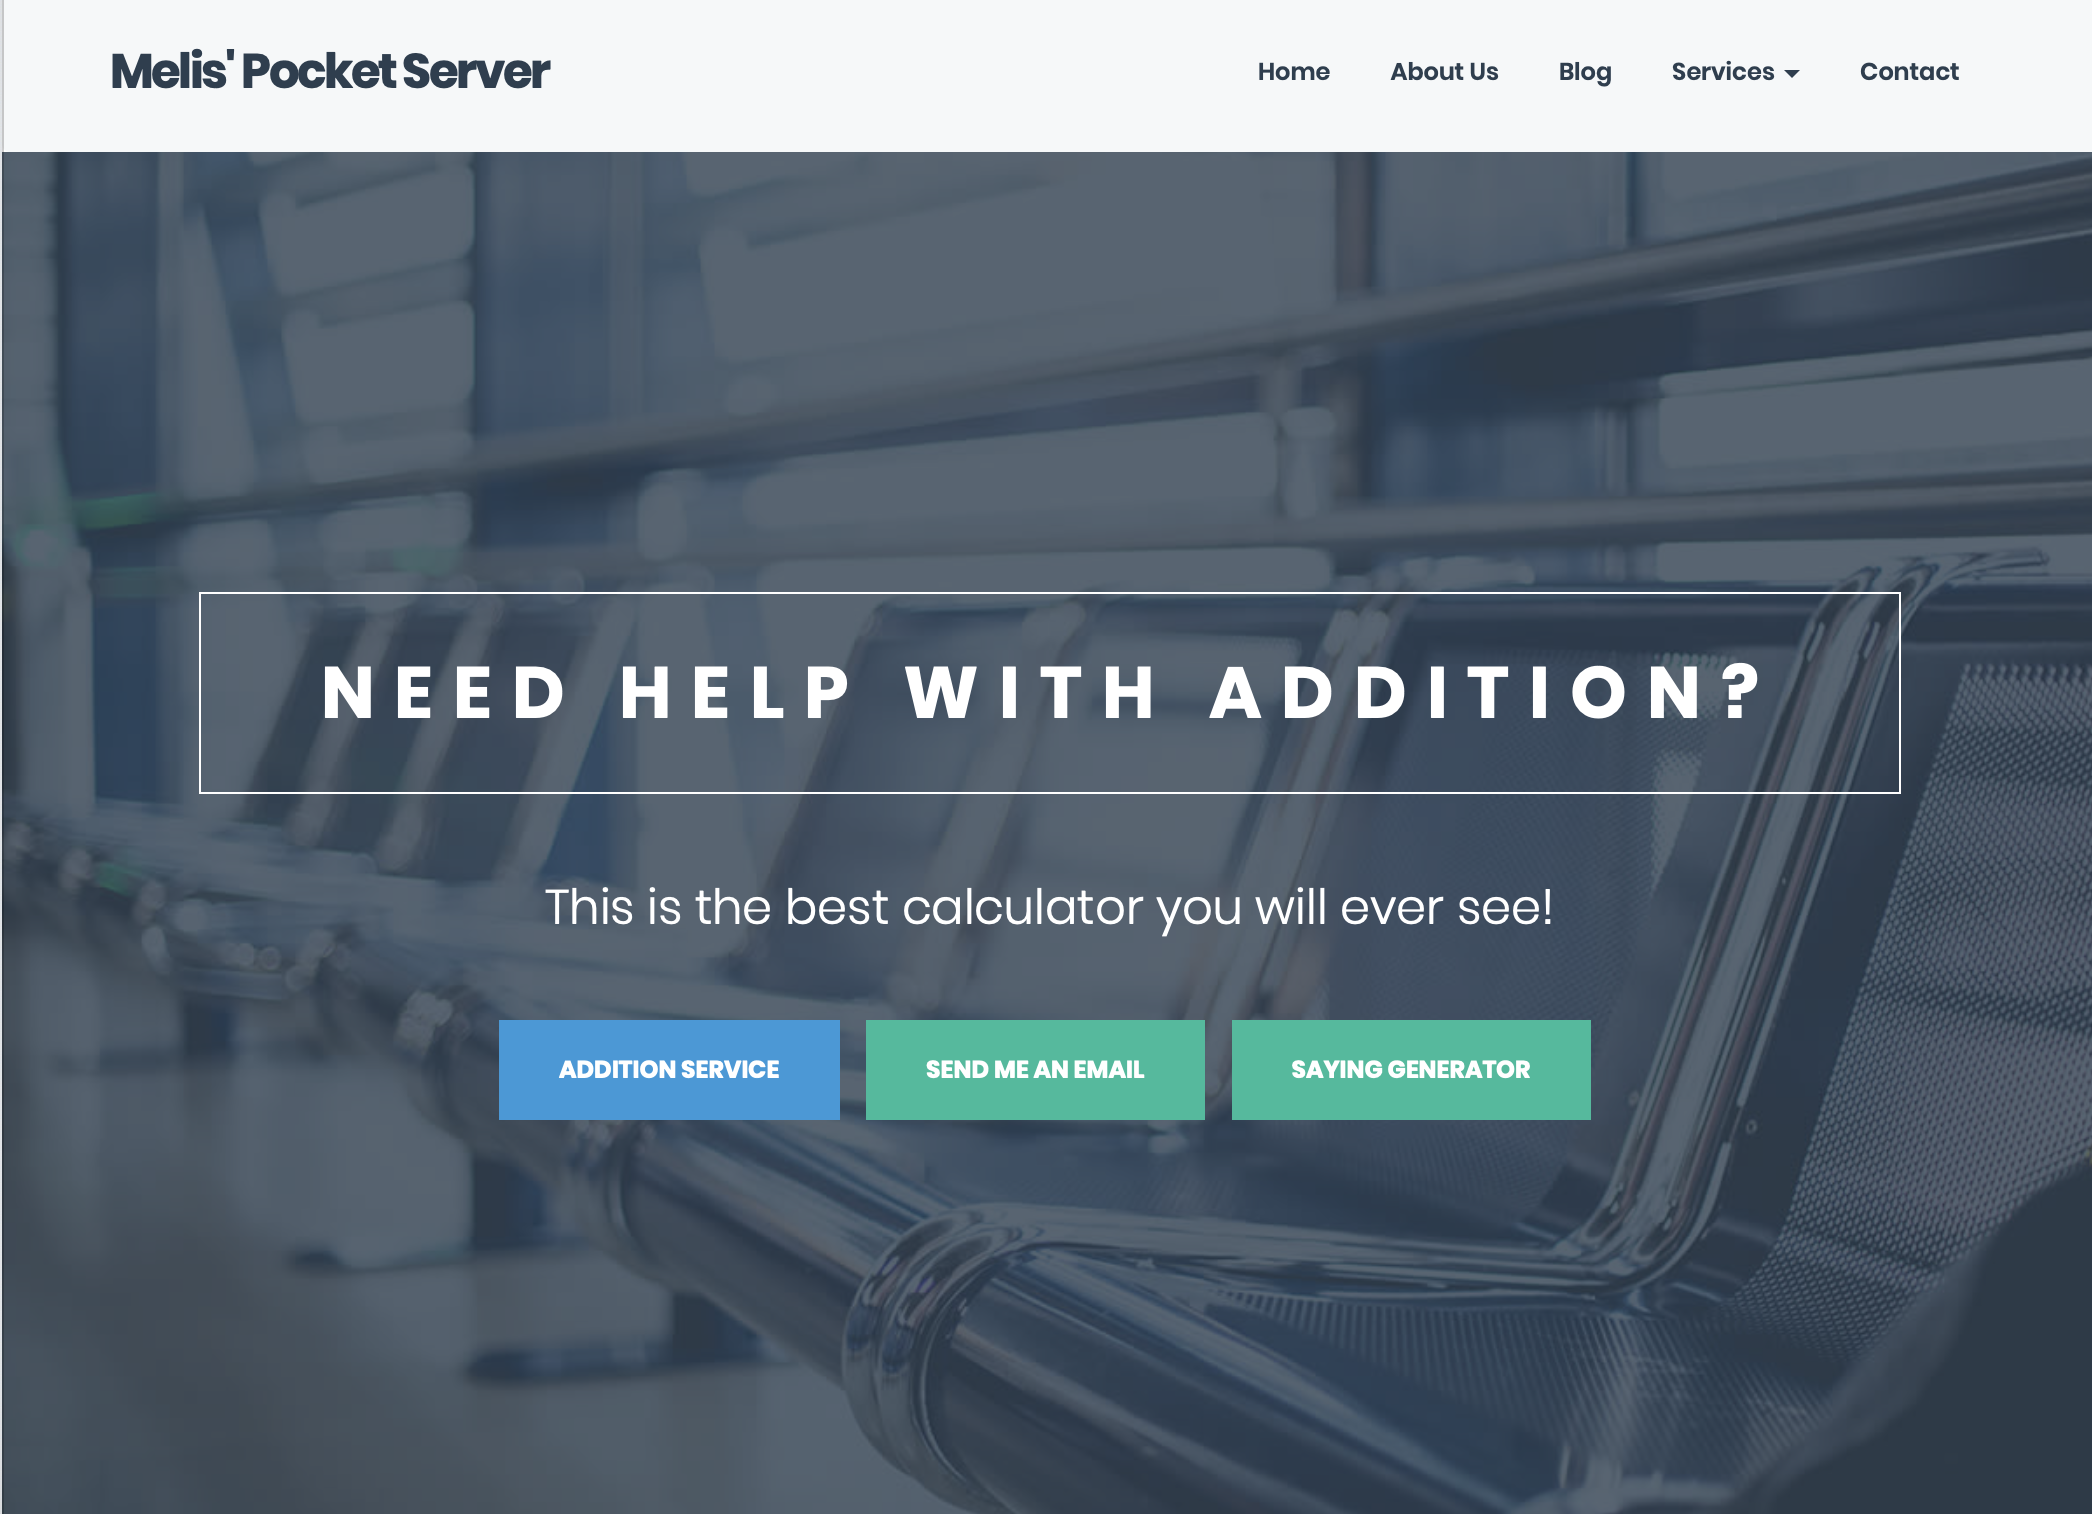 Melis' Pocket Server
Home About Us Blog Services Contact
NEED HELP WITH ADDITION?
This is the best calculator you will ever see!
ADDITION SERVICE SEND ME AN EMAIL SAYING GENERATOR